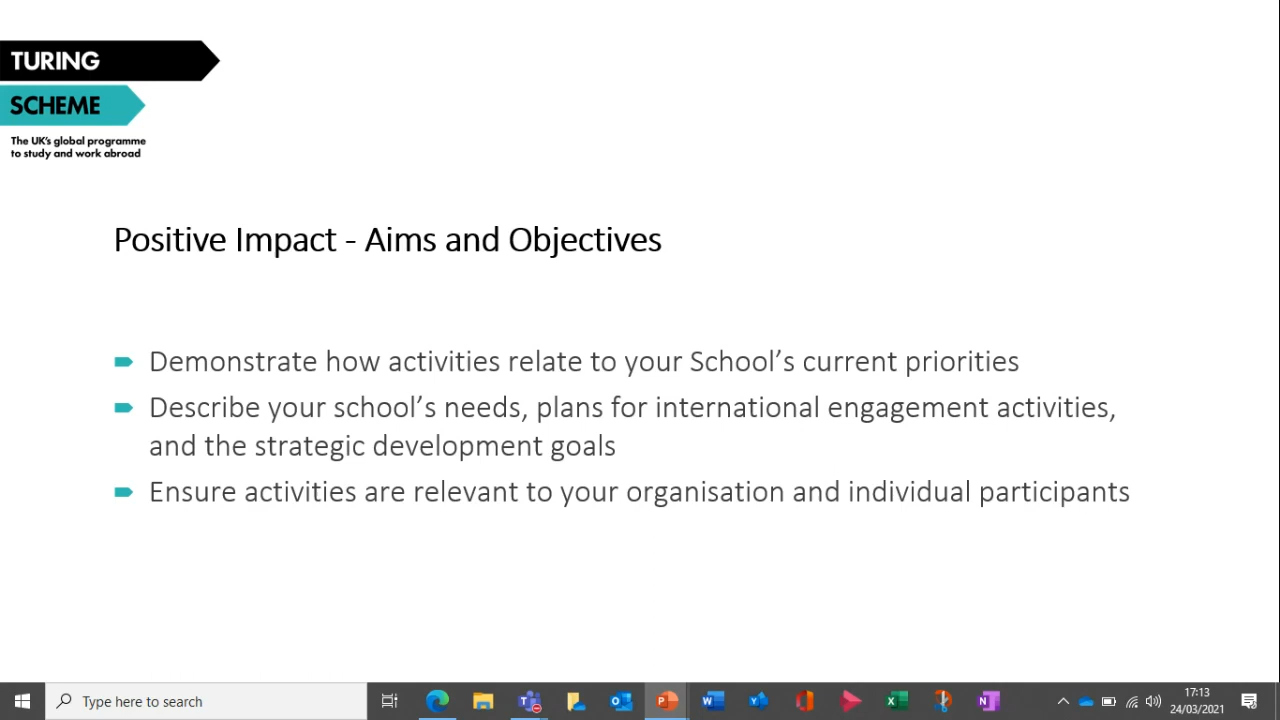 TURING
SCHEME
The UK's global programme
to study and work abroad
Positive Impact - Aims and Objectives
Demonstrate how activities relate to your School's current priorities
Describe your school's needs, plans for international engagement activities,
and the strategic development goals
Ensure activities are relevant to your organisation and individual participants
Type here to search
17:13
24/03/2021